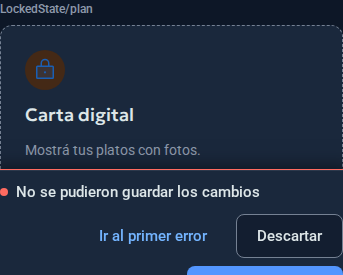 LockedState/plan
Carta digital
Mostrá tus platos con fotos.
No se pudieron guardar los cambios
Ir al primer error
Descartar